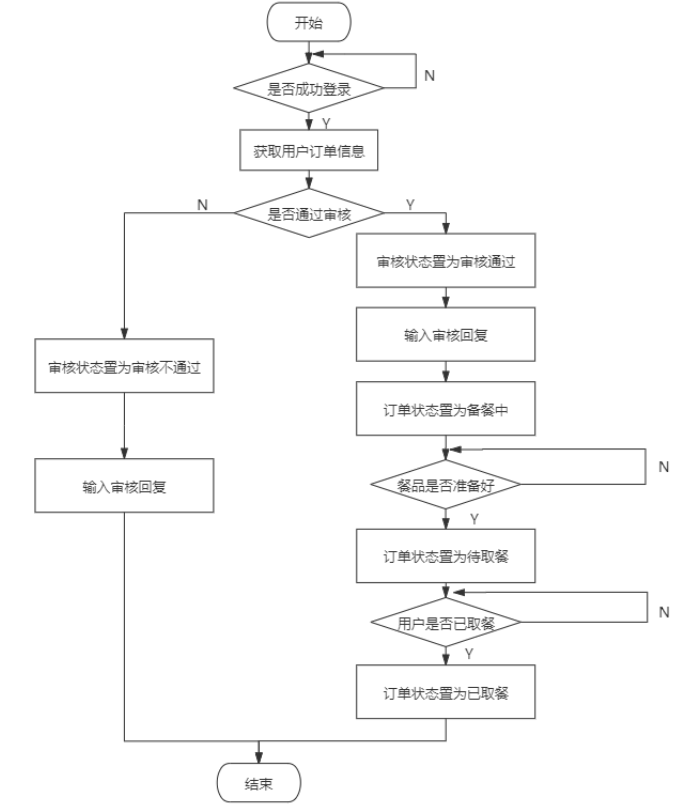 开始
N
是否成功登录
Y
获取用户订单信息
N
是否通过审核
Y
审核状态置为审核通过
输入审核回复
审核状态置为审核不通过
订单状态置为备餐中
N
餐品是否准备好
输入审核回复
Y
订单状态置为待取餐
N
用户是否已取餐
Y
订单状态置为已取餐
结束